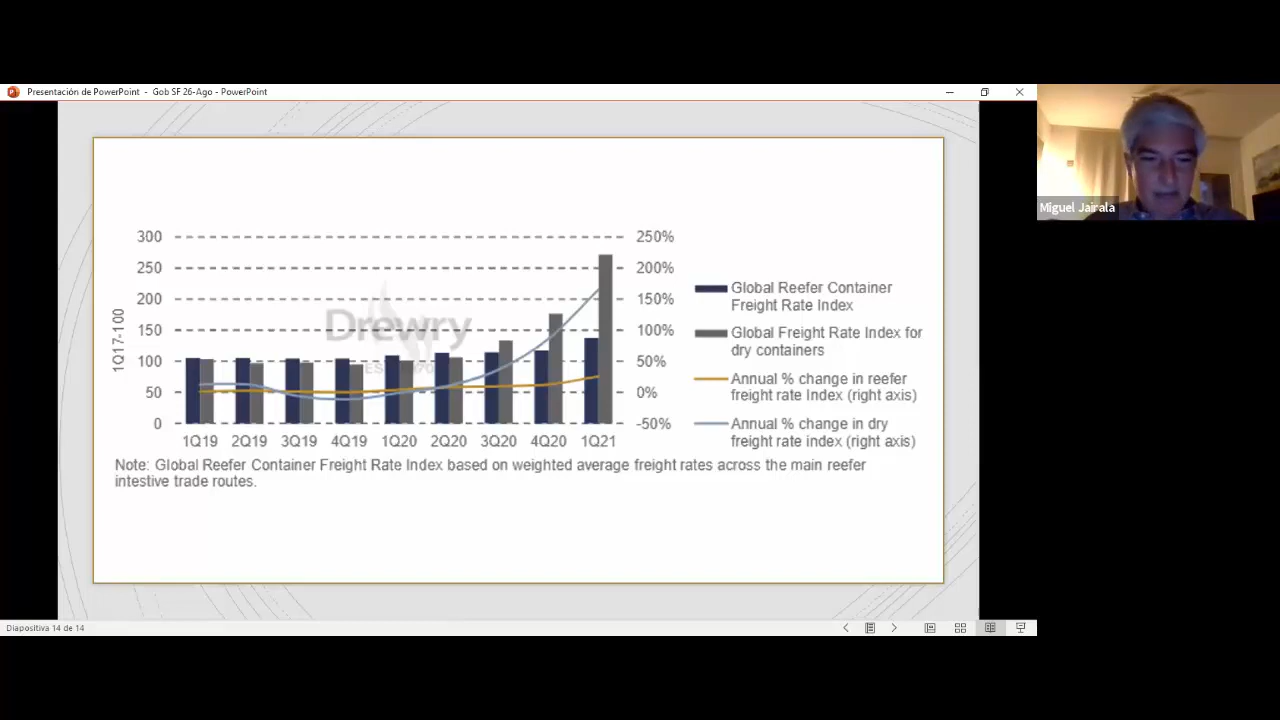 Presentación de PowerPoint - Gob SF 26-Ago - PowerPoint
Miguel Jairala
300
250
200
150
100
50
0
1Q17-100
250%
200%
150%
100%
50%
0%
-50%
Drewry
1Q19 2Q19 3Q19 4Q19 1Q20 2Q20 3Q20 4Q20 1Q21
Global Reefer Container
Freight Rate Index
Global Freight Rate Index for
dry containers
Annual % change in reefer
freight rate Index (right axis)
Annual % change in dry
freight rate index (right axis)
Note: Global Reefer Container Freight Rate Index based on weighted average freight rates across the main reefer
intestive trade routes.
Diapositiva 14 de 14